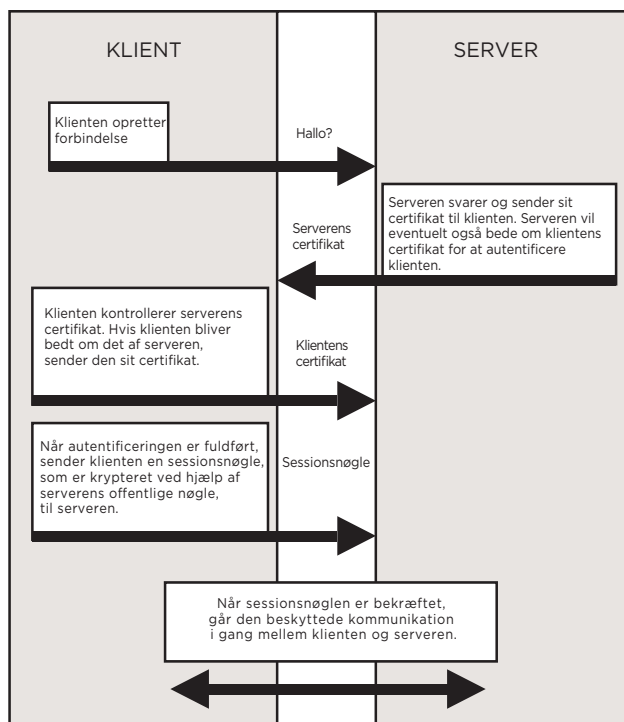 KLIENT
SERVER
Klienten opretter
forbindelse
Hallo?
Serveren svarer og sender sit
certifikat til klienten. Serveren vil
eventuelt også bede om klientens
certifikat for at autentificere
klienten.
Serverens
certifikat
Klienten kontrollerer serverens
certifikat. Hvis klienten bliver
bedt om det af serveren,
sender den sit certifikat.
Klientens
certifikat
Når autentificeringen er fuldført,
sender klienten en sessionsnøgle,
som er krypteret ved hjælp af
serverens offentlige nøgle,
til serveren.
Sessionsnøgle
Når sessionsnøglen er bekræftet,
går den beskyttede kommunikation
i gang mellem klienten og serveren.